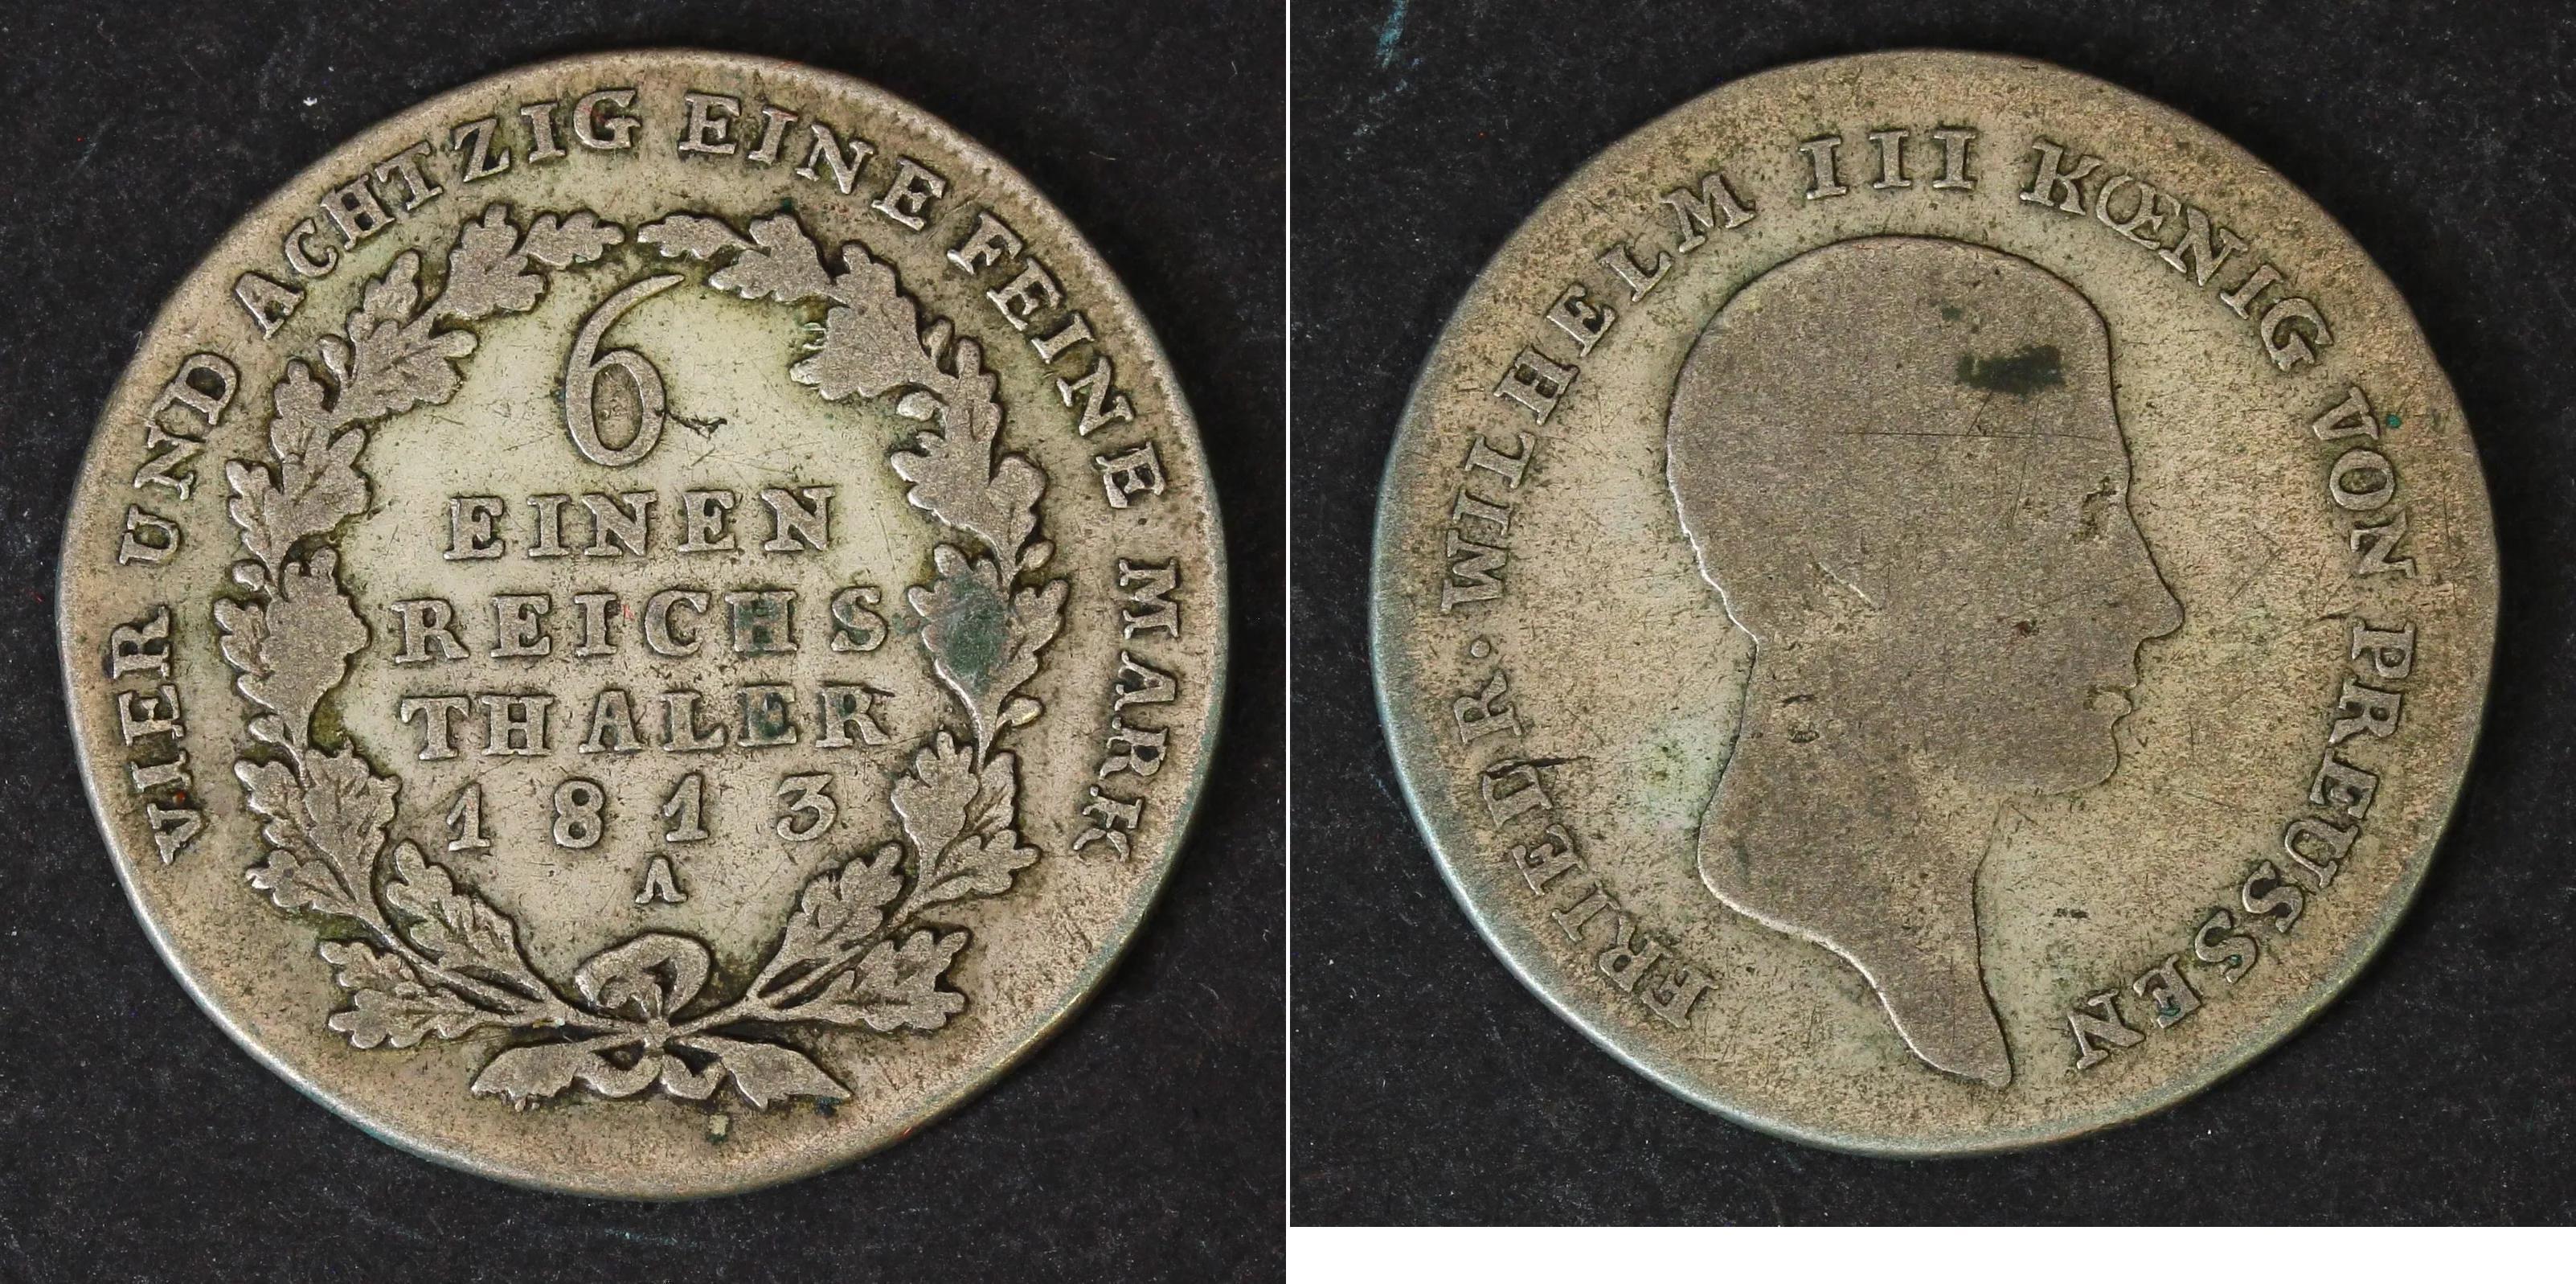 VIER UND ACHTZIG EINE FEINE MARK
6
EINEN
REICHS
THALER
1813
A
FRIEDR. WILHELM III KŒNIG VON PREUSSEN